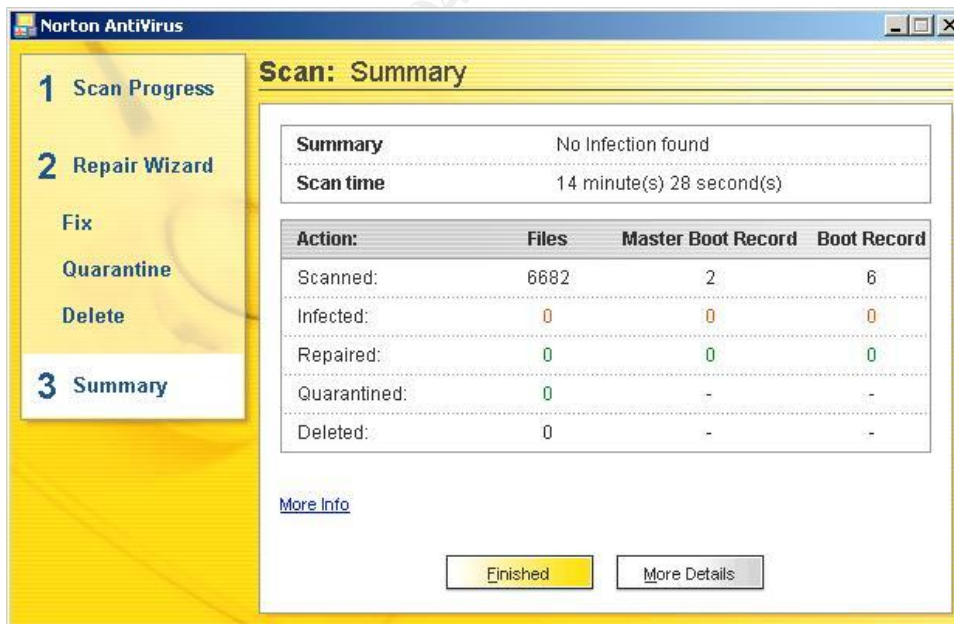 Norton AntiVirus
1 Scan Progress
2 Repair Wizard
Fix
Quarantine
Delete
3 Summary
Scan: Summary
Summary No Infection found
Scan time 14 minute(s) 28 second(s)
Action: Files Master Boot Record Boot Record
Scanned: 6682 2 6
Infected: 0 0 0
Repaired: 0 0 0
Quarantined: 0 - -
Deleted: 0 - -
More Info
Finished More Details